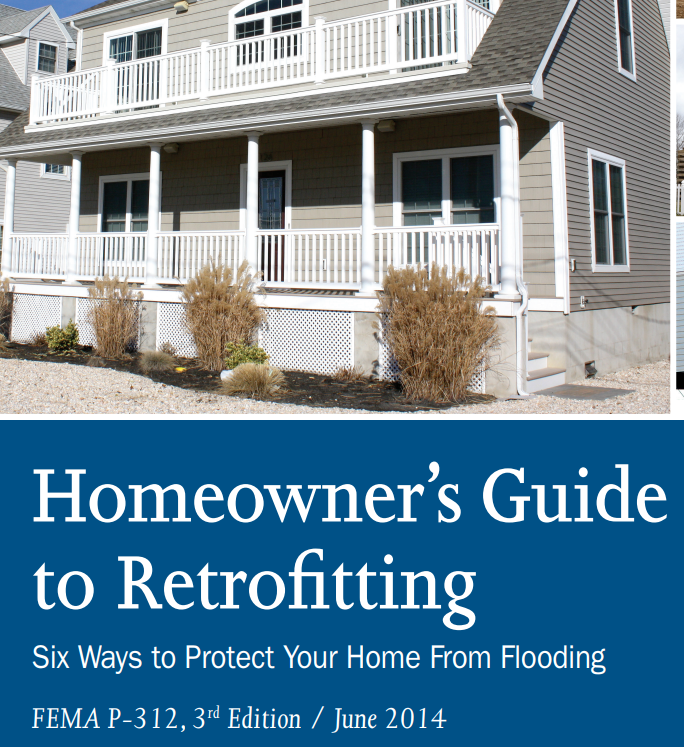 Homeowner's Guide
to Retrofitting
Six Ways to Protect Your Home From Flooding
FEMA P-312, 3rd Edition / June 2014